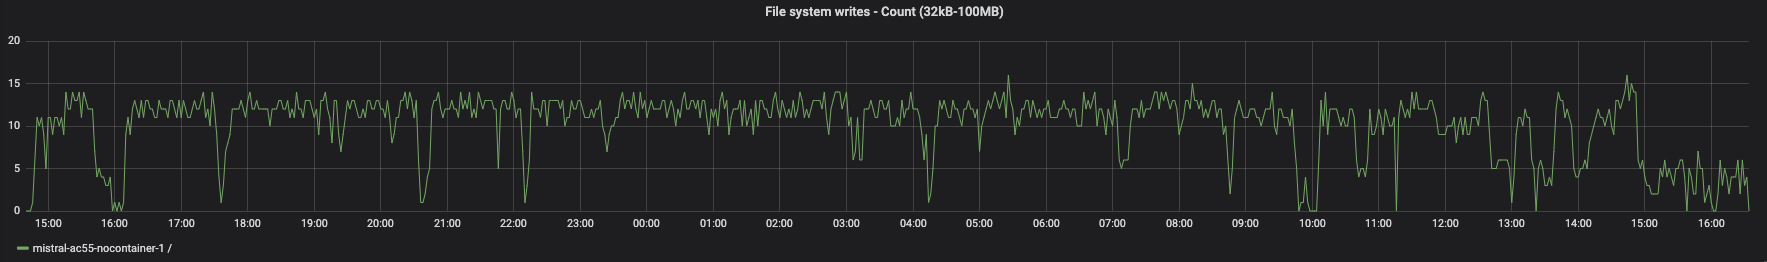 File system writes - Count (32kB-100MB)
20
15
10
5
0
15:00 16:00 17:00 18:00 19:00 20:00 21:00 22:00 23:00 00:00 01:00 02:00 03:00 04:00 05:00 06:00 07:00 08:00 09:00 10:00 11:00 12:00 13:00 14:00 15:00 16:00
mistral-ac55-nocontainer-1 /